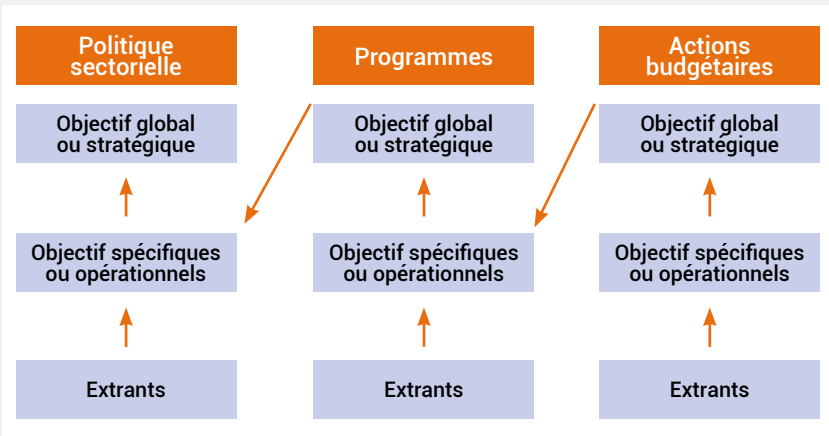 Politique
sectorielle
Programmes
Actions
budgétaires
Objectif global
ou stratégique
Objectif global
ou stratégique
Objectif global
ou stratégique
Objectif spécifiques
ou opérationnels
Objectif spécifiques
ou opérationnels
Objectif spécifiques
ou opérationnels
Extrants
Extrants
Extrants